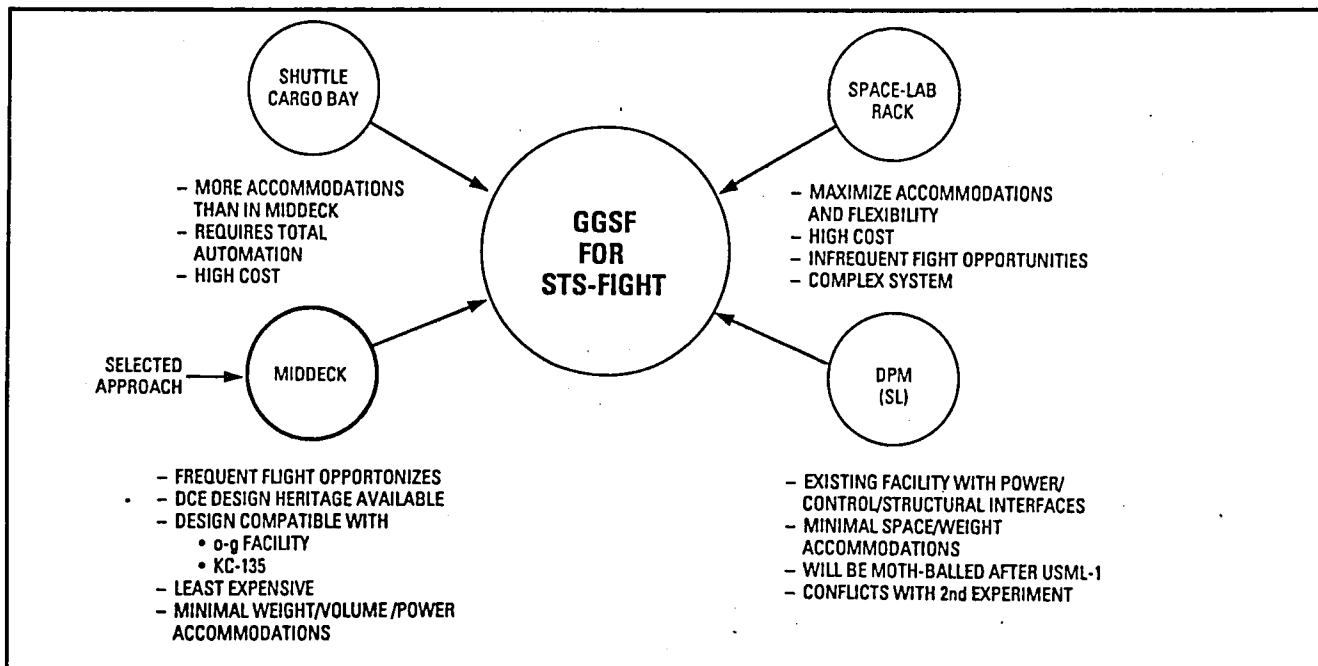 SHUTTLE
CARGO BAY
– MORE ACCOMMODATIONS
THAN IN MIDDECK
– REQUIRES TOTAL
AUTOMATION
– HIGH COST
SPACE-LAB
RACK
– MAXIMIZE ACCOMMODATIONS
AND FLEXIBILITY
– HIGH COST
– INFREQUENT FIGHT OPPORTUNITIES
– COMPLEX SYSTEM
GGSF
FOR
STS-FIGHT
SELECTED
APPROACH
MIDDECK
– FREQUENT FLIGHT OPPORTONIZES
– DCE DESIGN HERITAGE AVAILABLE
– DESIGN COMPATIBLE WITH
• o-g FACILITY
• KC-135
– LEAST EXPENSIVE
– MINIMAL WEIGHT/VOLUME/POWER
ACCOMMODATIONS
DPM
(SL)
– EXISTING FACILITY WITH POWER/
CONTROL/STRUCTURAL INTERFACES
– MINIMAL SPACE/WEIGHT
ACCOMMODATIONS
– WILL BE MOTH-BALLED AFTER USML-1
– CONFLICTS WITH 2nd EXPERIMENT